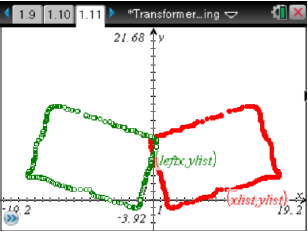 1.9 1.10 1.11 *Transformer...ing
21.68 y
(leftx,ylist)
(xlist,ylist)
x
-19.2 -3.92 1 19.2